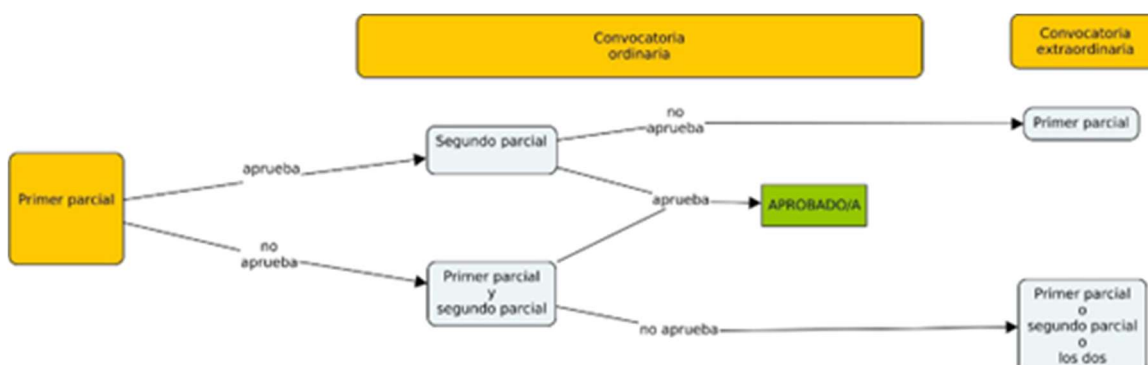 Convocatoria
ordinaria
Convocatoria
extraordinaria
no
aprueba
Primer parcial
Segundo parcial
aprueba
Primer parcial
aprueba
APROBADO/A
no
aprueba
Primer parcial
y
segundo parcial
no aprueba
Primer parcial
o
segundo parcial
o
los dos